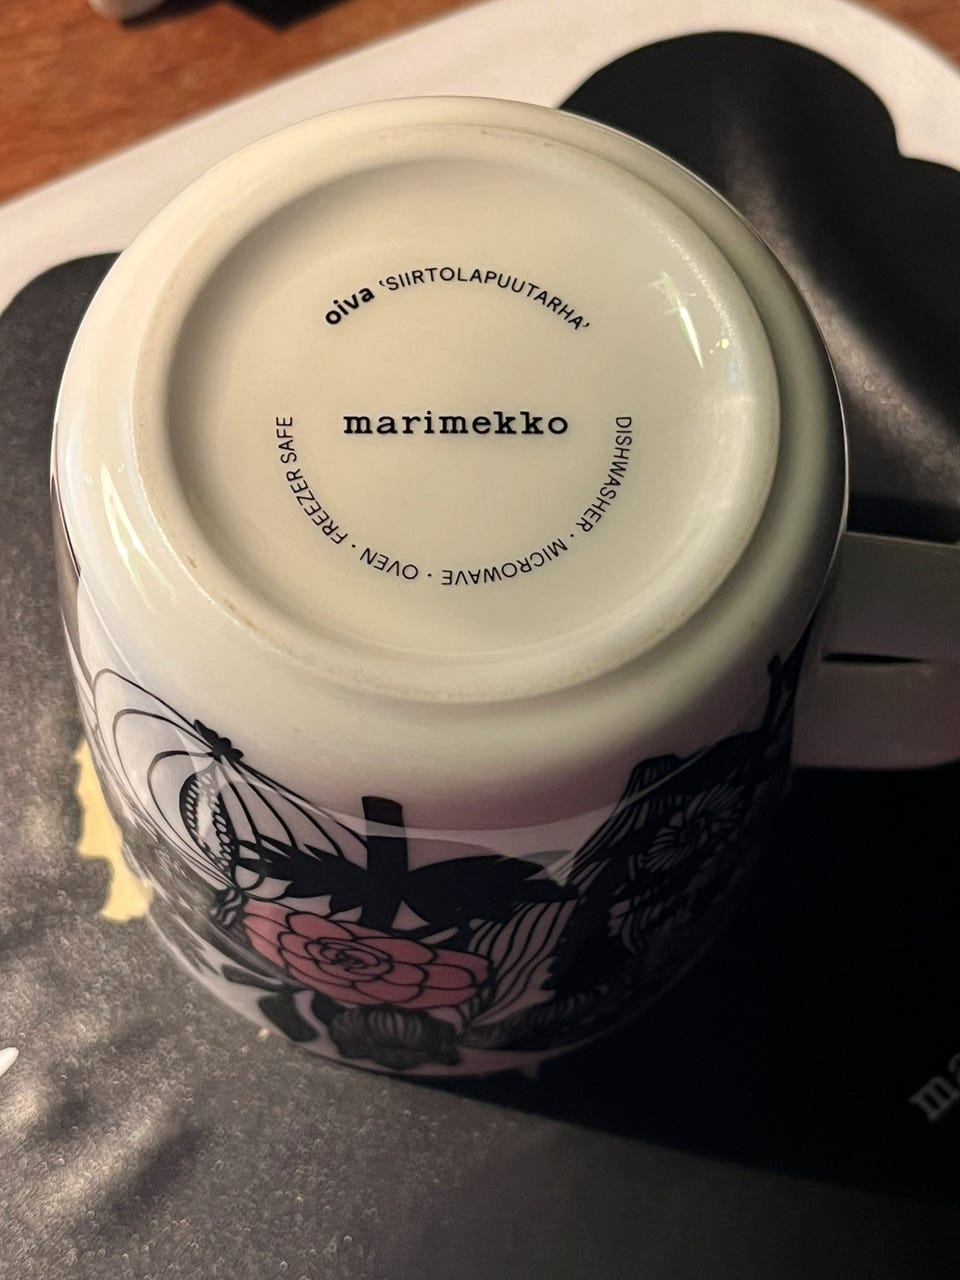 oiva ‘SIIRTOLAPUUTARHA’
marimekko
DISHWASHER · MICROWAVE · OVEN · FREEZER SAFE